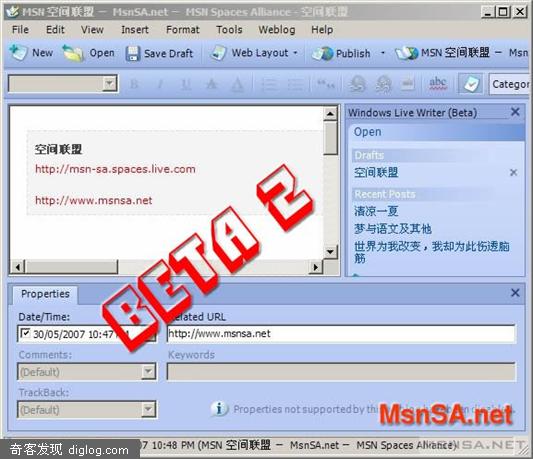 MSN 空间联盟 — MsnSA.net — MSN Spaces Alliance - 空间联盟
File Edit View Insert Format Tools Weblog Help
New Open Save Draft Web Layout Publish MSN 空间联盟 — Msn
B I U A abc Categor
空间联盟
http://msn-sa.spaces.live.com
http://www.msnsa.net
Windows Live Writer (Beta)
Open
Drafts
空间联盟
Recent Posts
清凉一夏
梦与语文及其他
世界为我改变，我却为此伤透脑
筋
BETA 2
Properties
Date/Time:
30/05/2007 10:47
Related URL
http://www.msnsa.net
Comments:
(Default)
Keywords
TrackBack:
(Default)
Properties not supported by this
MsnSA.net
07 10:48 PM (MSN 空间联盟 — MsnSA.net — MSN Spaces Alliance)
MSNSA.NET
奇客发现 diglog.com